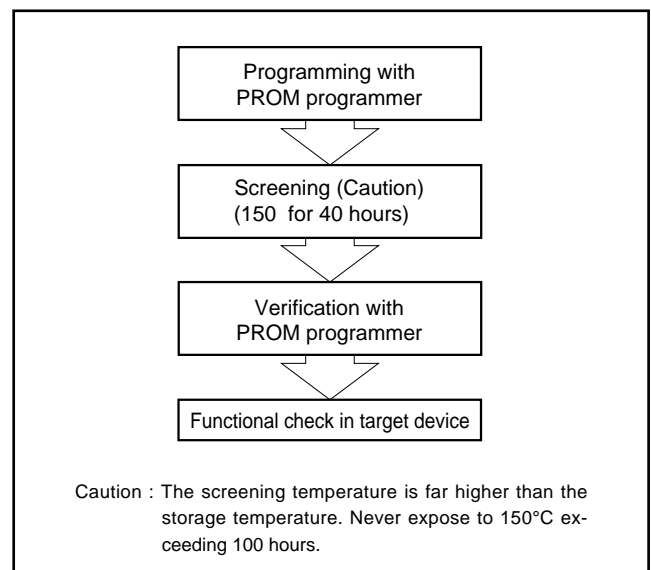 Programming with
PROM programmer
Screening (Caution)
(150  for 40 hours)
Verification with
PROM programmer
Functional check in target device
Caution : The screening temperature is far higher than the
storage temperature. Never expose to 150°C ex-
ceeding 100 hours.